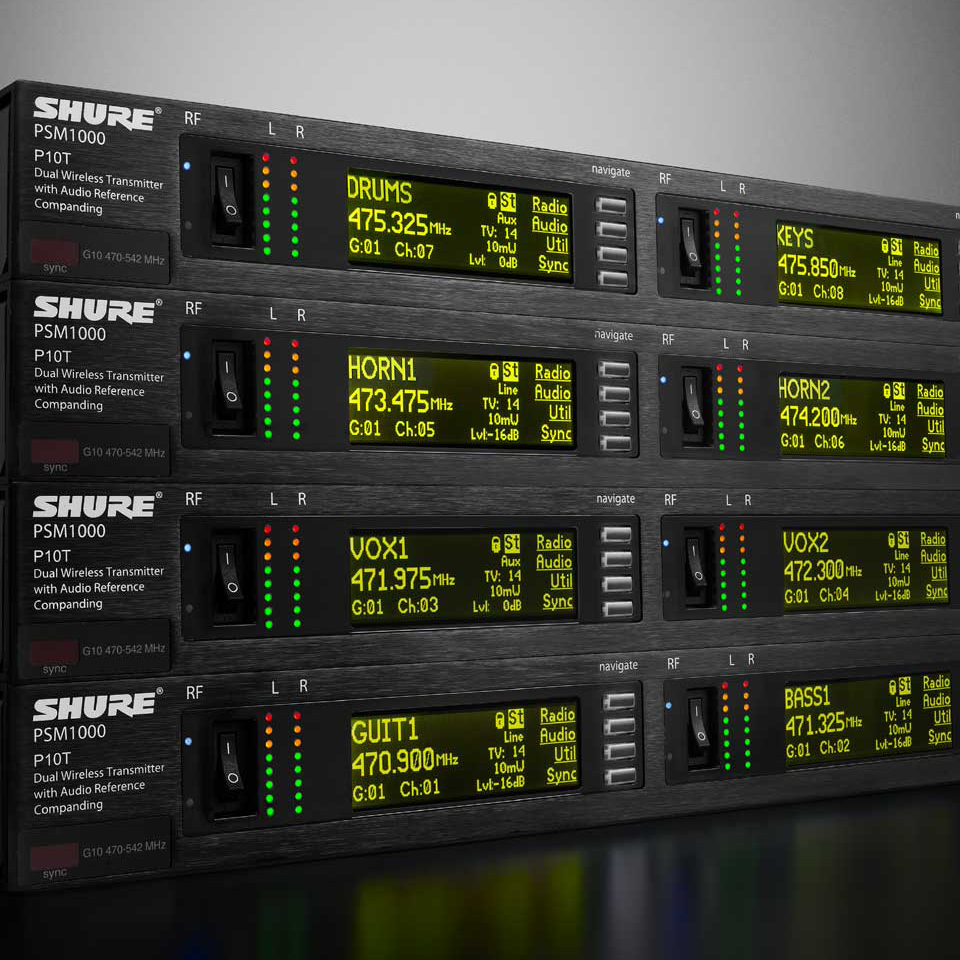 SHURE®
PSM1000
P10T
Dual Wireless Transmitter
with Audio Reference
Companding
sync
G10 470-542 MHz
RF
L R
DRUMS
475.325MHz
G:01 Ch:07
St
Aux
TV: 14
10mW
Lvl: 0dB
Radio
Audio
Util
Sync
navigate
RF
L R
KEYS
475.850MHz
G:01 Ch:08
St
Line
TV: 14
10mW
Lvl:-16dB
Radio
Audio
Util
Sync
SHURE®
PSM1000
P10T
Dual Wireless Transmitter
with Audio Reference
Companding
sync
G10 470-542 MHz
RF
L R
HORN1
473.475MHz
G:01 Ch:05
St
Line
TV: 14
10mW
Lvl:-16dB
Radio
Audio
Util
Sync
navigate
RF
L R
HORN2
474.200MHz
G:01 Ch:06
St
Line
TV: 14
10mW
Lvl:-16dB
Radio
Audio
Util
Sync
SHURE®
PSM1000
P10T
Dual Wireless Transmitter
with Audio Reference
Companding
sync
G10 470-542 MHz
RF
L R
VOX1
471.975MHz
G:01 Ch:03
St
Aux
TV: 14
10mW
Lvl: 0dB
Radio
Audio
Util
Sync
navigate
RF
L R
VOX2
472.300MHz
G:01 Ch:04
St
Line
TV: 14
10mW
Lvl:-16dB
Radio
Audio
Util
Sync
SHURE®
PSM1000
P10T
Dual Wireless Transmitter
with Audio Reference
Companding
sync
G10 470-542 MHz
RF
L R
GUIT1
470.900MHz
G:01 Ch:01
St
Line
TV: 14
10mW
Lvl:-16dB
Radio
Audio
Util
Sync
navigate
RF
L R
BASS1
471.325MHz
G:01 Ch:02
St
Line
TV: 14
10mW
Lvl:-16dB
Radio
Audio
Util
Sync